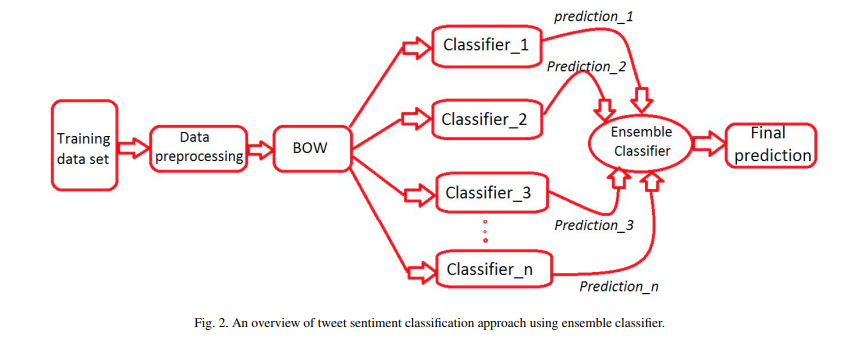 prediction_1
Classifier_1
Prediction_2
Training
data set
Data
preprocessing
BOW
Classifier_2
Ensemble
Classifier
Final
prediction
Classifier_3
Prediction_3
Classifier_n
Prediction_n
Fig. 2. An overview of tweet sentiment classification approach using ensemble classifier.